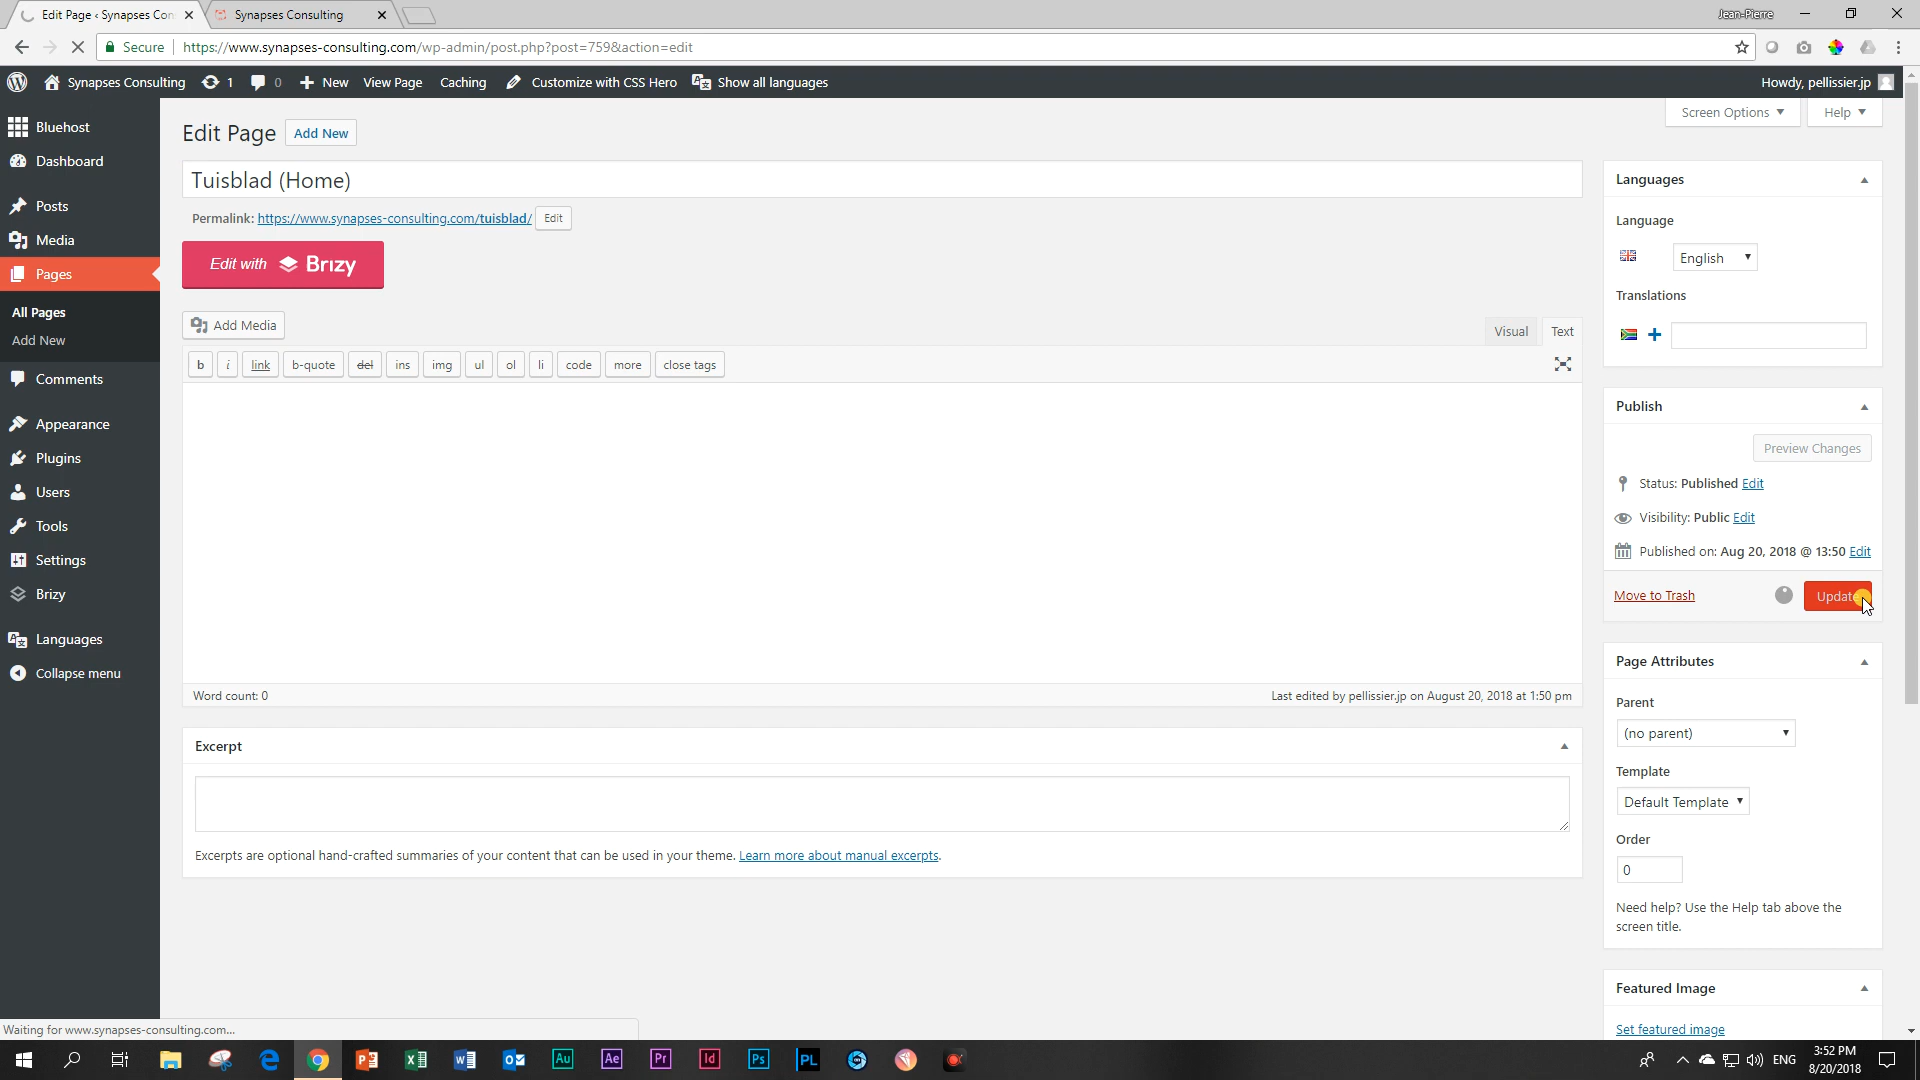 Edit Page ‹ Synapses Con
Synapses Consulting
Jean-Pierre
Secure
https://www.synapses-consulting.com/wp-admin/post.php?post=759&action=edit
Synapses Consulting
1
0
New
View Page
Caching
Customize with CSS Hero
Show all languages
Howdy, pellissier.jp
Bluehost
Dashboard
Posts
Media
Pages
All Pages
Add New
Comments
Appearance
Plugins
Users
Tools
Settings
Brizy
Languages
Collapse menu
Screen Options
Help
Edit Page
Add New
Tuisblad (Home)
Permalink: https://www.synapses-consulting.com/tuisblad/
Edit
Edit with Brizy
Add Media
Visual
Text
b
i
link
b-quote
del
ins
img
ul
ol
li
code
more
close tags
Word count: 0
Last edited by pellissier.jp on August 20, 2018 at 1:50 pm
Excerpt
Excerpts are optional hand-crafted summaries of your content that can be used in your theme. Learn more about manual excerpts.
Languages
Language
English
Translations
Publish
Preview Changes
Status: Published Edit
Visibility: Public Edit
Published on: Aug 20, 2018 @ 13:50 Edit
Move to Trash
Update
Page Attributes
Parent
(no parent)
Template
Default Template
Order
0
Need help? Use the Help tab above the
screen title.
Featured Image
Set featured image
Waiting for www.synapses-consulting.com...
Au
Ae
Pr
Id
Ps
PL
ENG
3:52 PM
8/20/2018